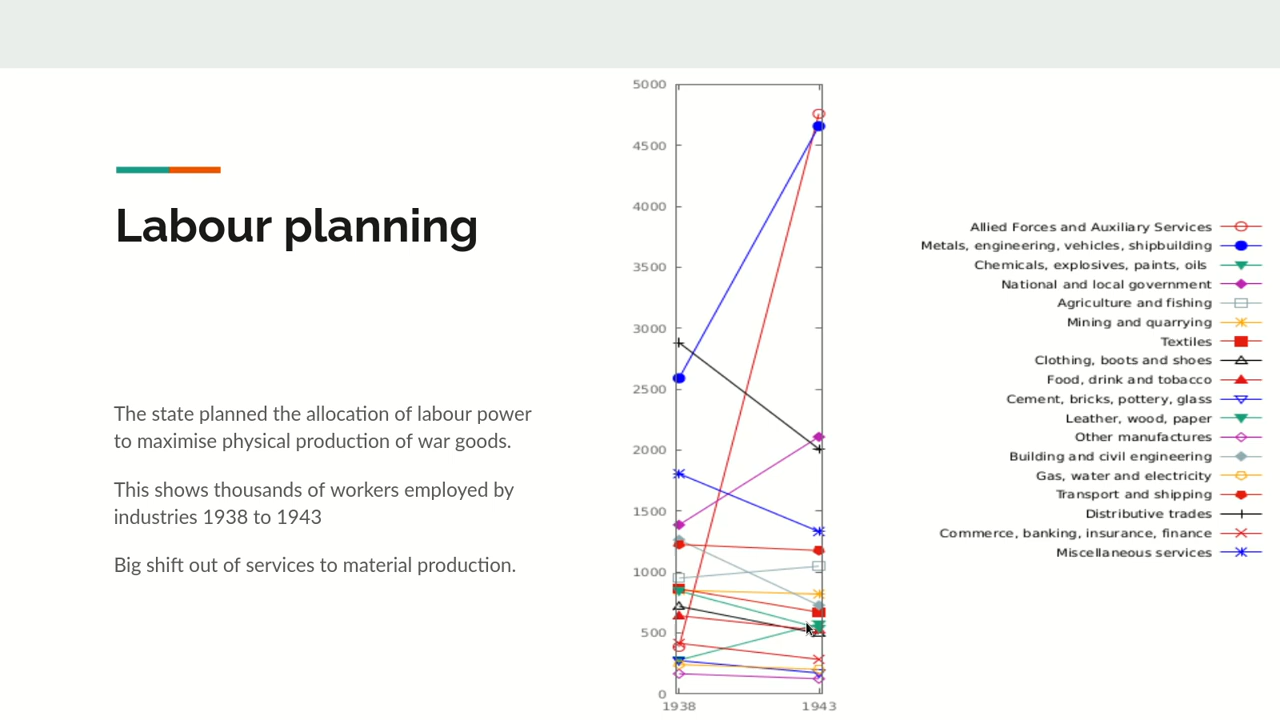 Labour planning
The state planned the allocation of labour power
to maximise physical production of war goods.
This shows thousands of workers employed by
industries 1938 to 1943
Big shift out of services to material production.
5000
4500
4000
3500
3000
2500
2000
1500
1000
500
0
1938 1943
Allied Forces and Auxiliary Services
Metals, engineering, vehicles, shipbuilding
Chemicals, explosives, paints, oils
National and local government
Agriculture and fishing
Mining and quarrying
Textiles
Clothing, boots and shoes
Food, drink and tobacco
Cement, bricks, pottery, glass
Leather, wood, paper
Other manufactures
Building and civil engineering
Gas, water and electricity
Transport and shipping
Distributive trades
Commerce, banking, insurance, finance
Miscellaneous services